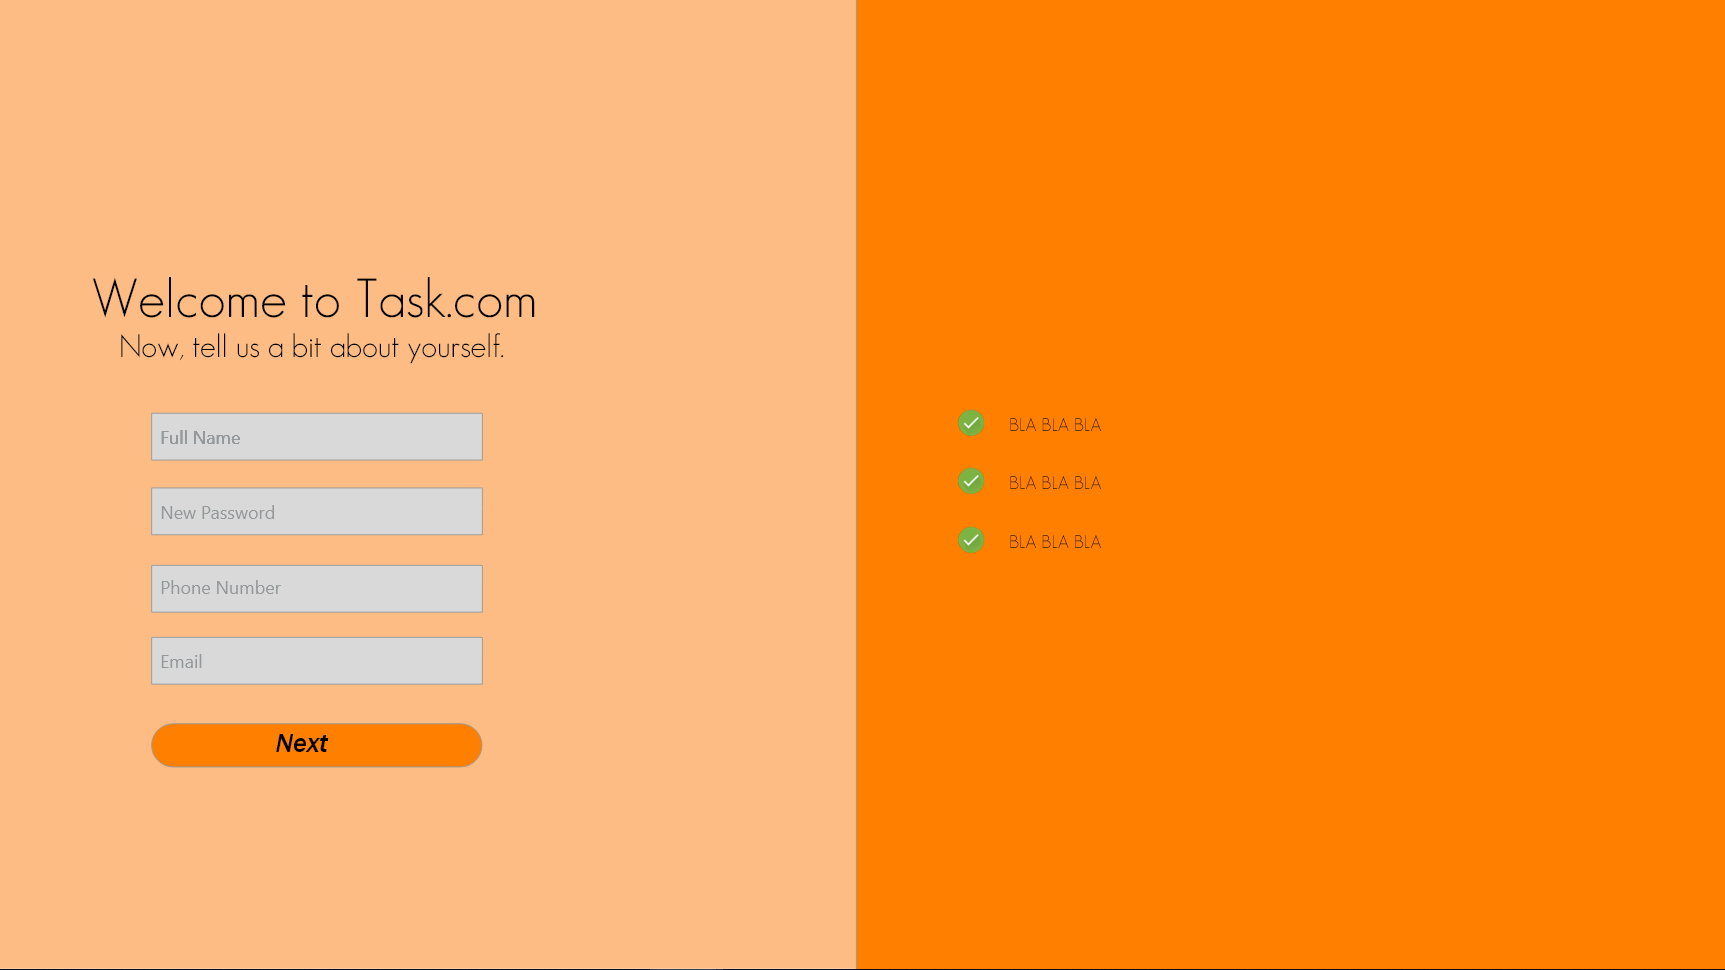 Welcome to Task.com
Now, tell us a bit about yourself.
Full Name
New Password
Phone Number
Email
Next
BLA BLA BLA
BLA BLA BLA
BLA BLA BLA